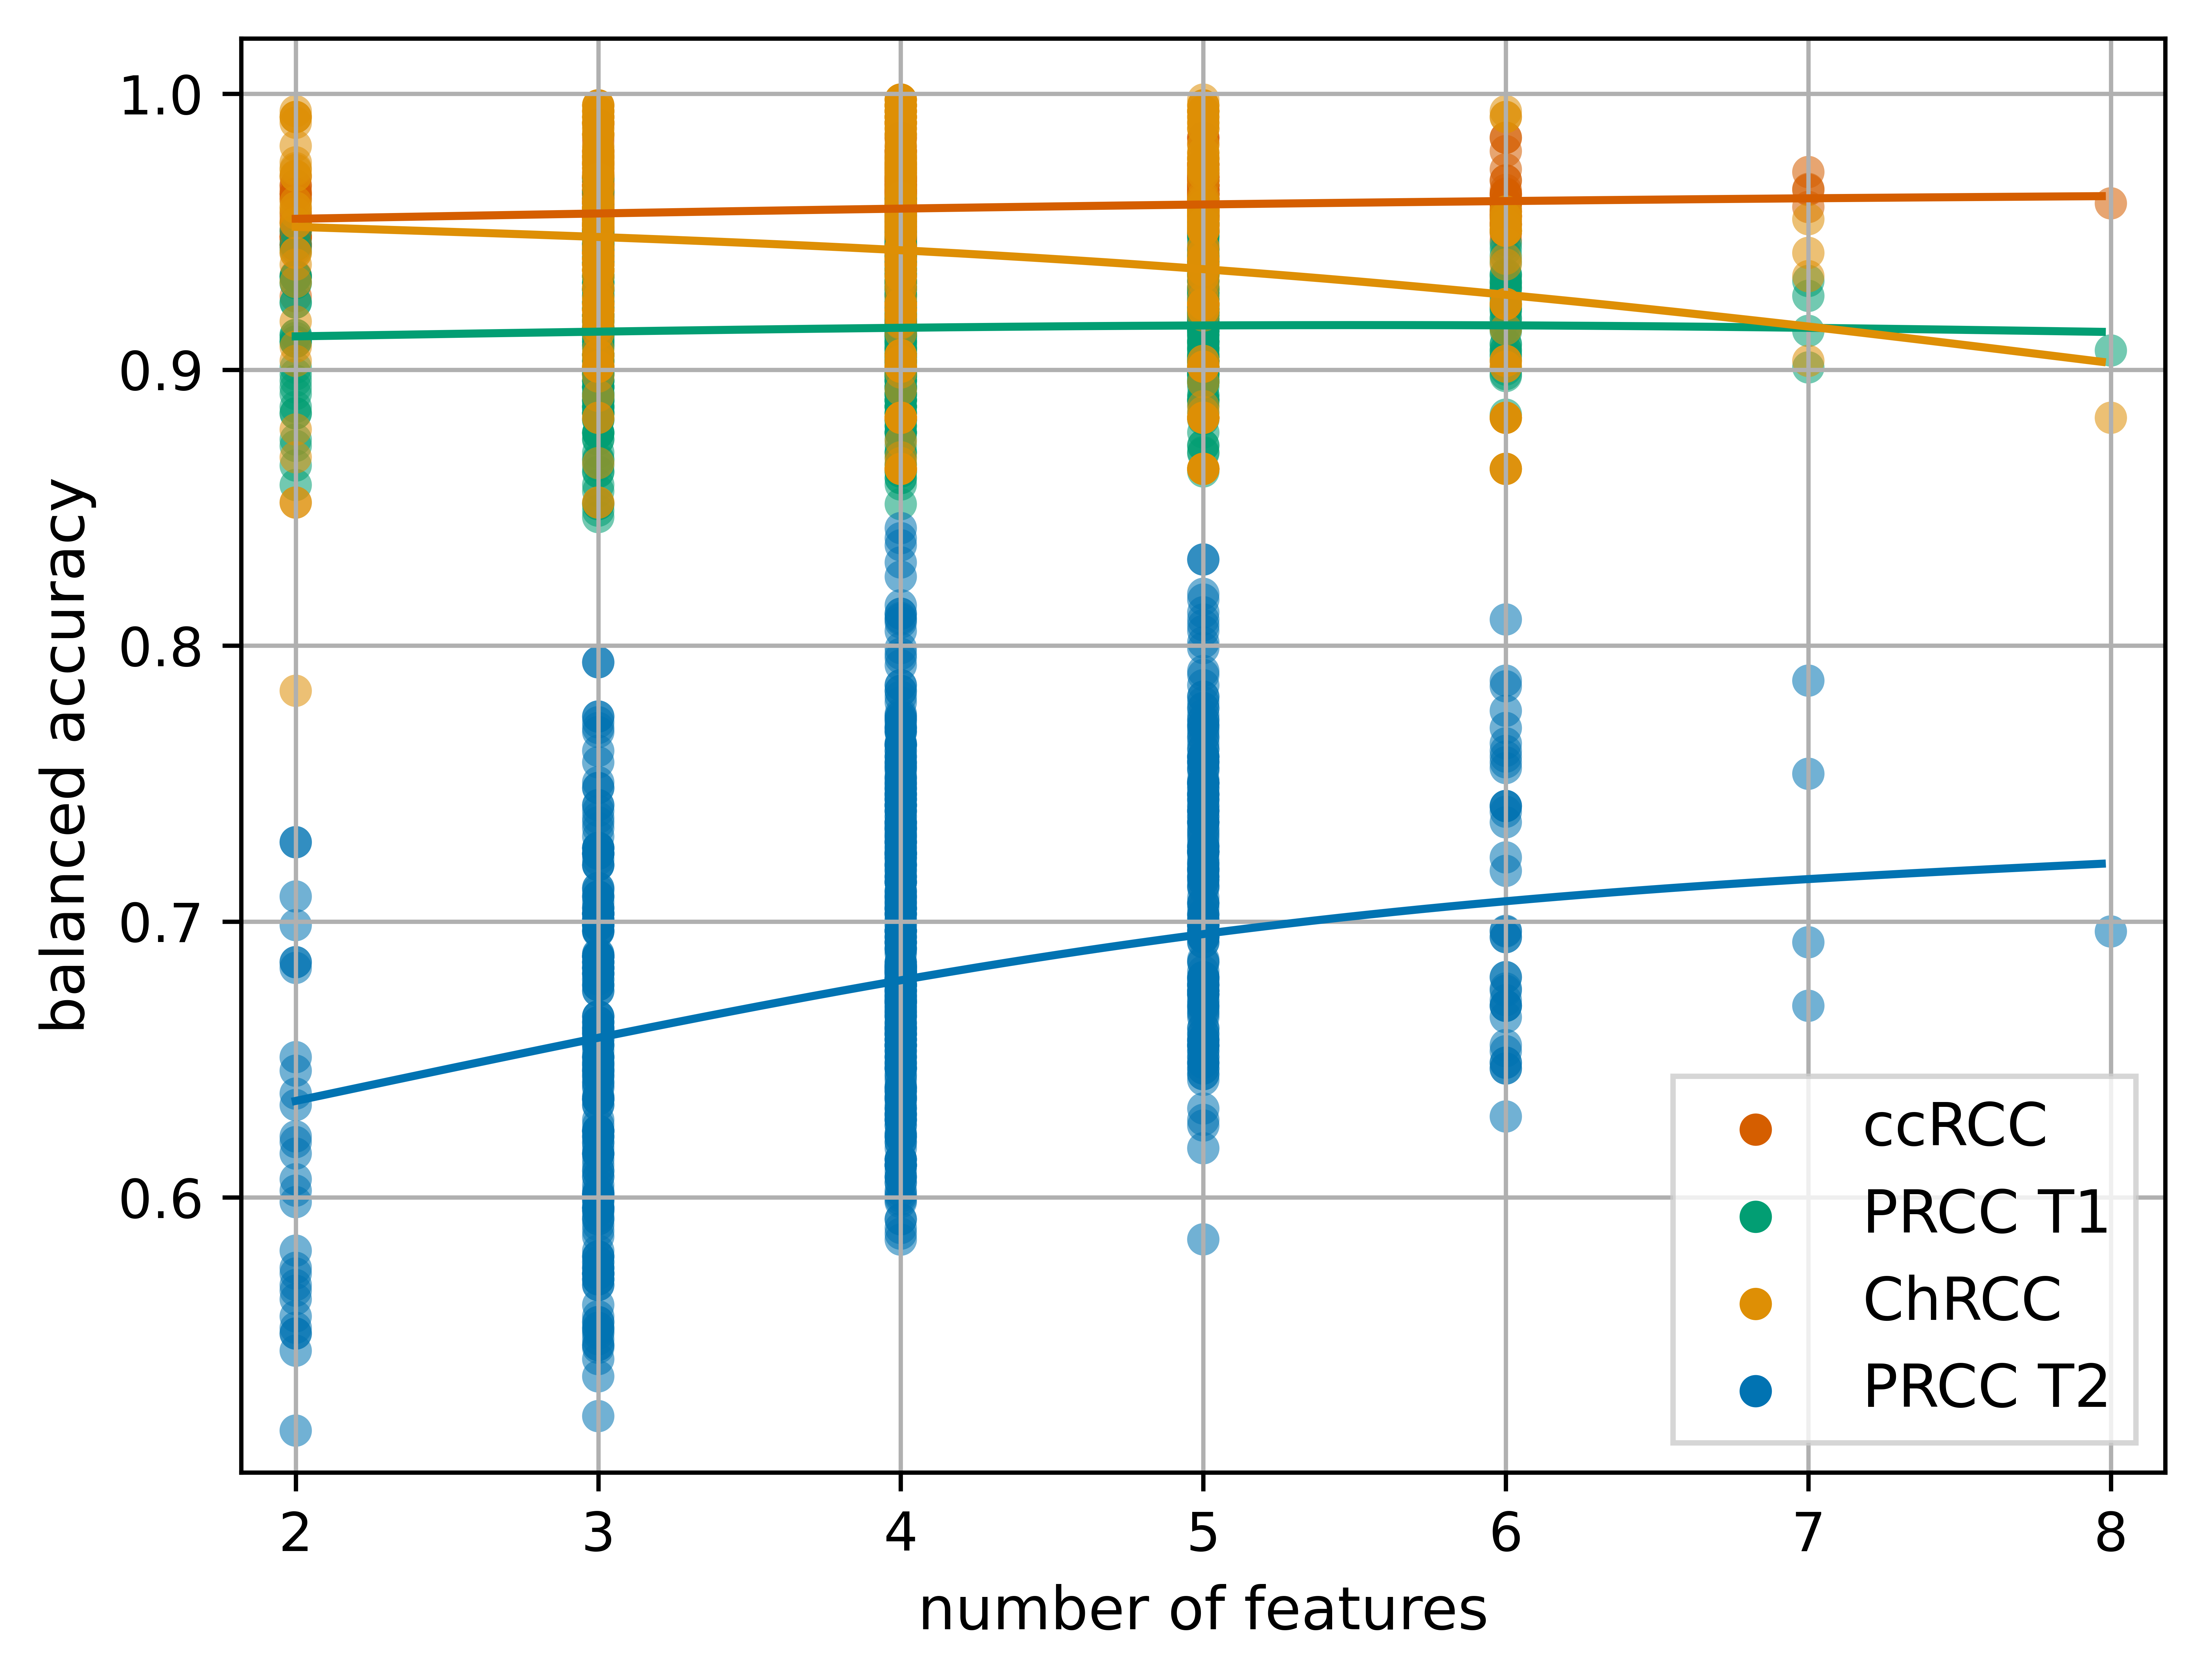 1.0
0.9
0.8
0.7
0.6
balanced accuracy
2 3 4 5 6 7 8
number of features
ccRCC
PRCC T1
ChRCC
PRCC T2